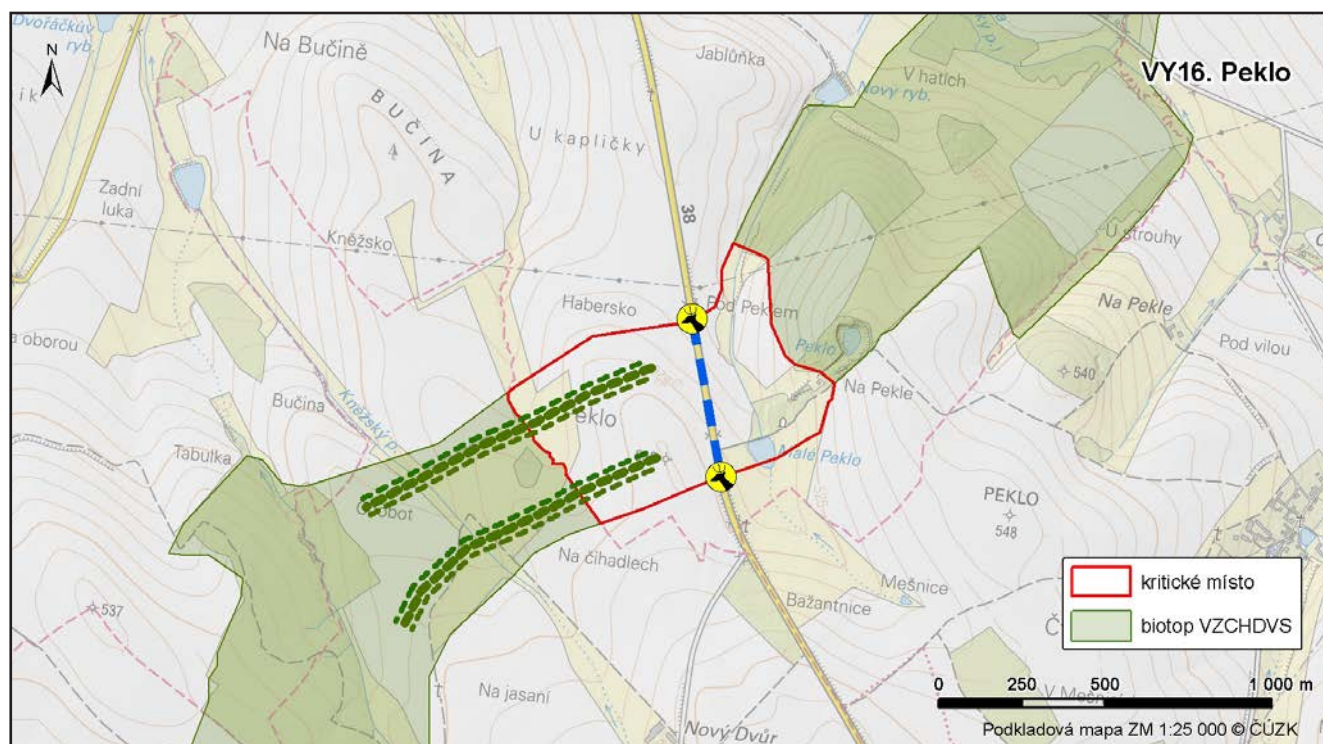 Dvořáčkův
ryb.
Na Bučině
Jablůňka
V hatích
VY16. Peklo
N
Nový ryb.
BUČINA
U kapličky
38
Zadní
luka
Kněžsko
U strouhy
Na Pekle
Habersko
Pod Peklem
Peklo
Pod vilou
a oborou
540
Na Pekle
Bučina
Kněžský p.
eklo
Tabulka
Malé Peklo
PEKLO
548
Na čihadlech
Mešnice
kritické místo
537
Bažantnice
biotop VZCHDVS
0 250 500 1 000 m
Na jasaní
V Mešni
Nový Dvůr
Podkladová mapa ZM 1:25 000 © ČÚZK